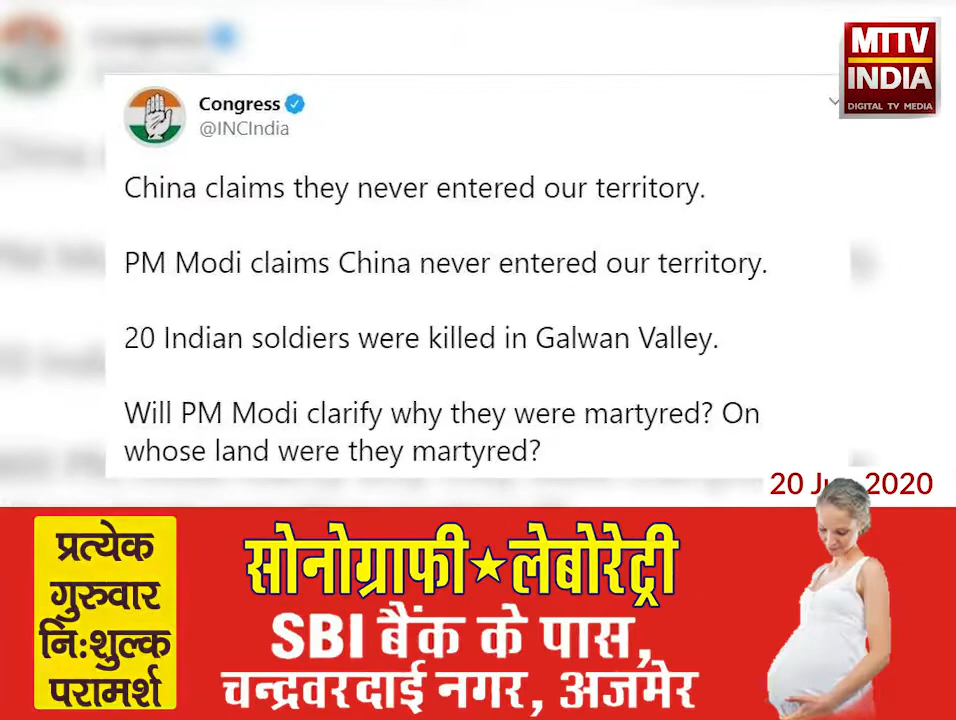 MTTV
INDIA
DIGITAL TV MEDIA
Congress
@INCIndia
China claims they never entered our territory.
PM Modi claims China never entered our territory.
20 Indian soldiers were killed in Galwan Valley.
Will PM Modi clarify why they were martyred? On
whose land were they martyred?
20 2020
प्रत्येक
गुरुवार
नि:शुल्क
परामर्श
सोनोग्राफी★लेबोरेट्री
SBI बैंक के पास,
चन्द्रवरदाई नगर, अजमेर